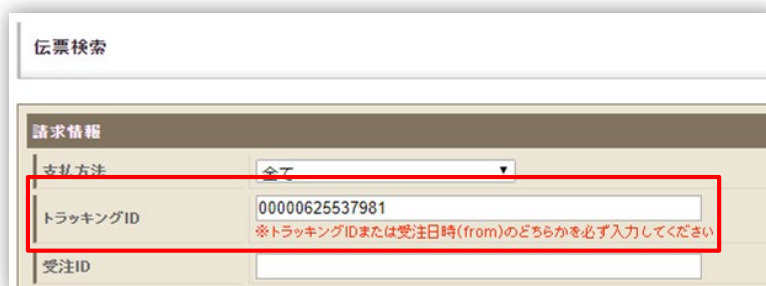 伝票検索
請求情報
支払方法
全て
トラッキングID
00000625537981
※トラッキングIDまたは受注日時(from)のどちらかを必ず入力してください
受注ID